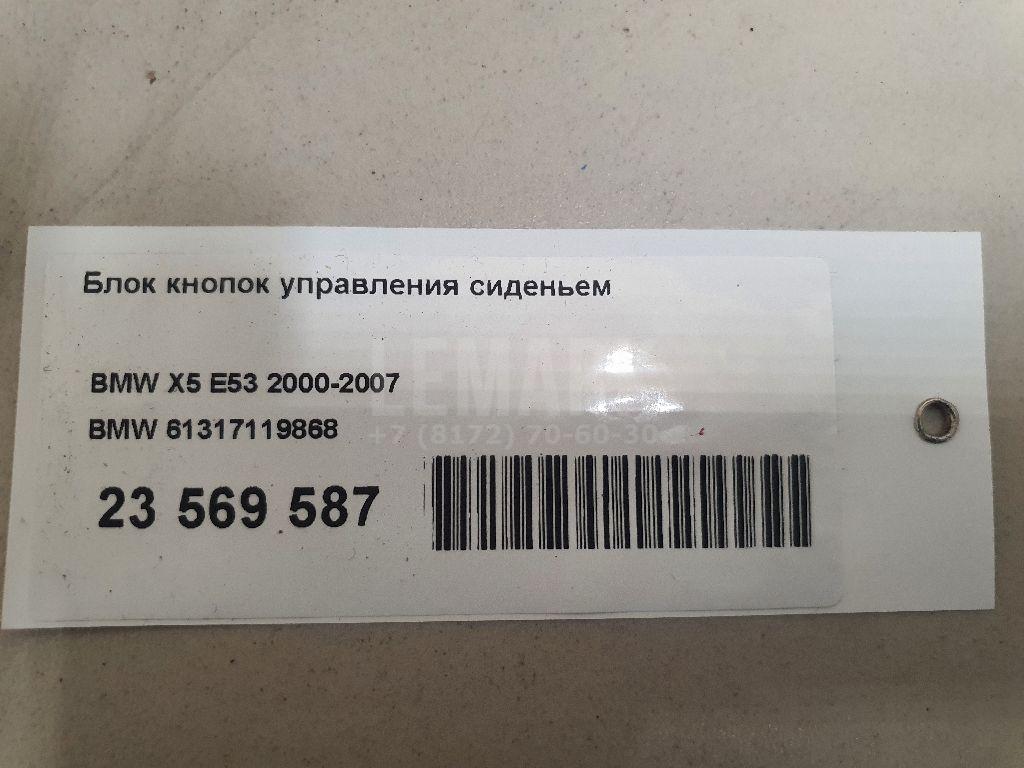 Блок кнопок управления сиденьем
BMW X5 E53 2000-2007
BMW 61317119868
+7 (8172) 70-60-30
23 569 587